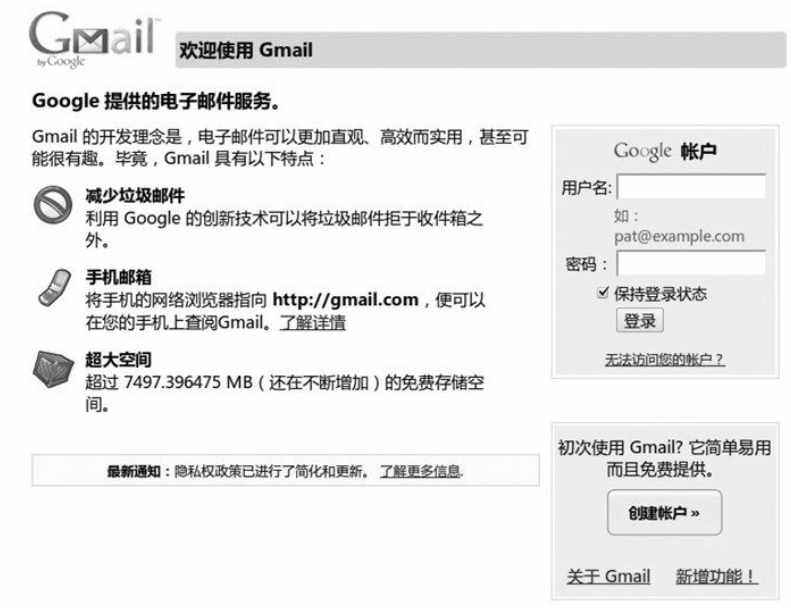 Gmail
by Google
欢迎使用 Gmail
Google 提供的电子邮件服务。
Gmail 的开发理念是，电子邮件可以更加直观、高效而实用，甚至可
能很有趣。毕竟，Gmail 具有以下特点：
减少垃圾邮件
利用 Google 的创新技术可以将垃圾邮件拒于收件箱之
外。
手机邮箱
将手机的网络浏览器指向 http://gmail.com，便可以
在您的手机上查阅Gmail。了解详情
超大空间
超过 7497.396475 MB（还在不断增加）的免费存储空
间。
最新通知：隐私权政策已进行了简化和更新。 了解更多信息.
Google 帐户
用户名:
如：
pat@example.com
密码：
保持登录状态
登录
无法访问您的帐户？
初次使用 Gmail? 它简单易用
而且免费提供。
创建帐户 »
关于 Gmail 新增功能！